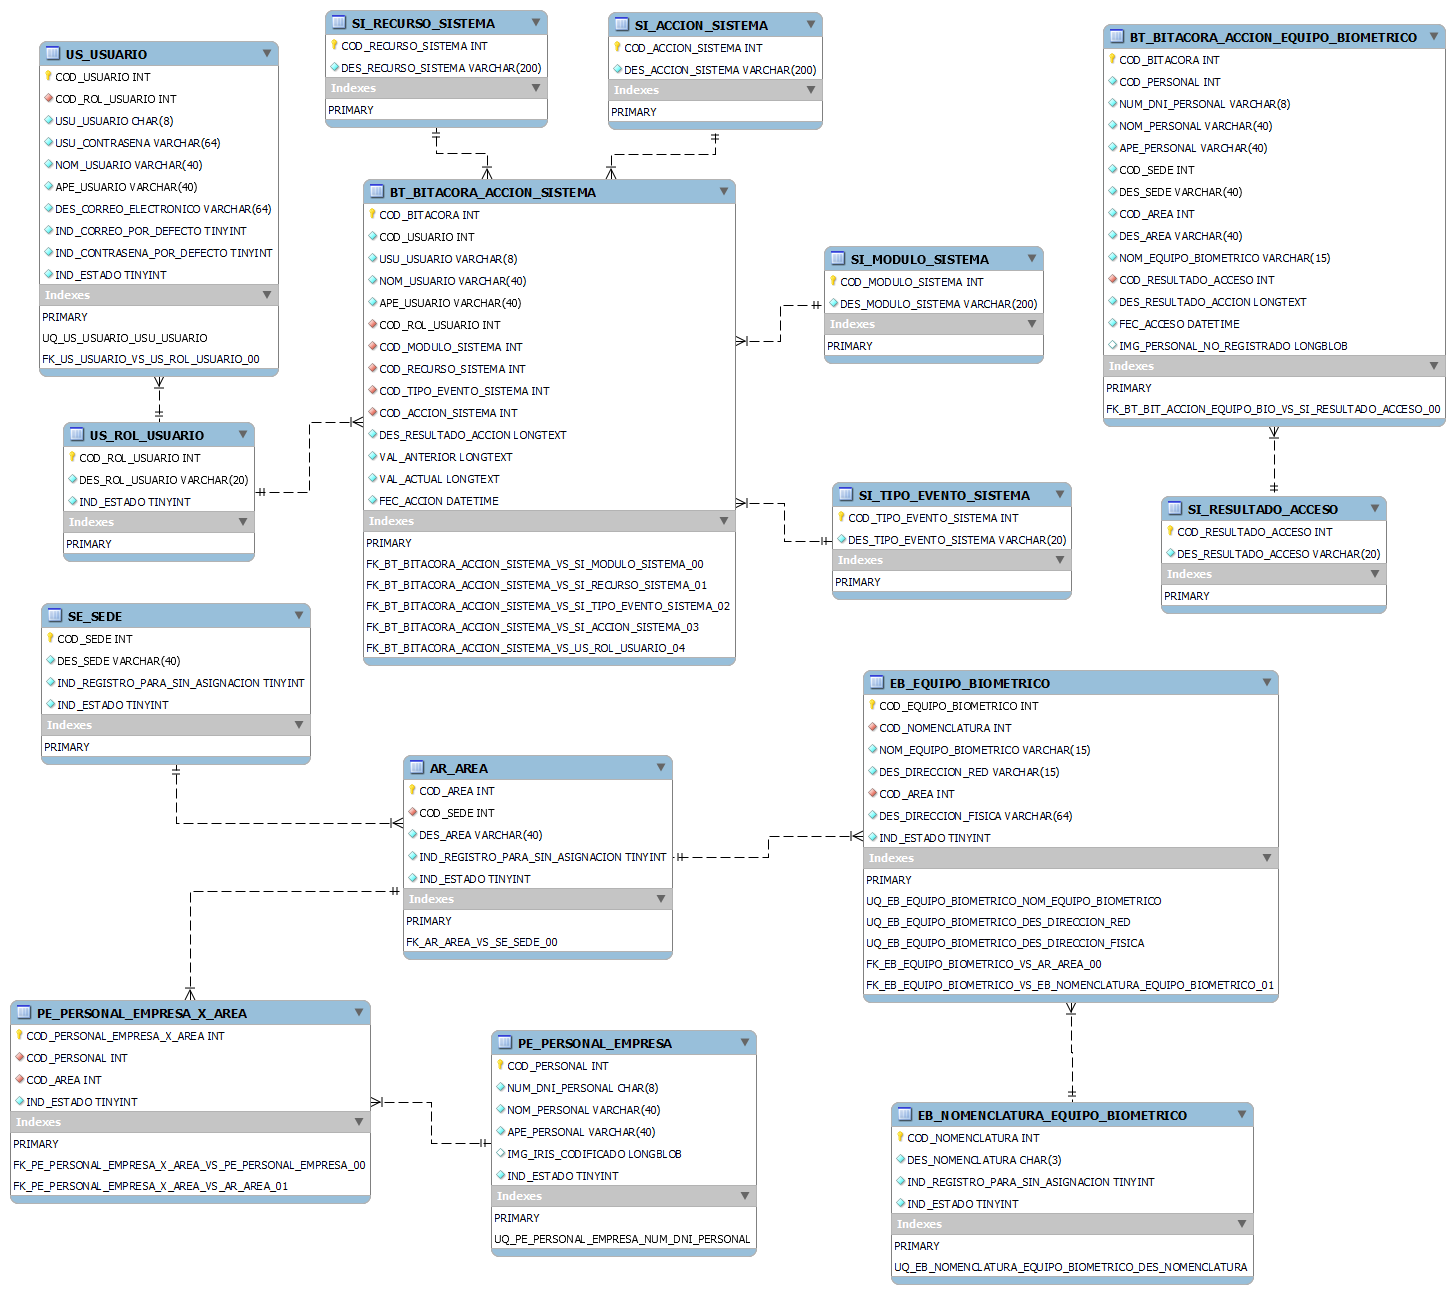 US_USUARIO
COD_USUARIO INT
COD_ROL_USUARIO INT
USU_USUARIO CHAR(8)
USU_CONTRASENA VARCHAR(64)
NOM_USUARIO VARCHAR(40)
APE_USUARIO VARCHAR(40)
DES_CORREO_ELECTRONICO VARCHAR(64)
IND_CORREO_POR_DEFECTO TINYINT
IND_CONTRASENA_POR_DEFECTO TINYINT
IND_ESTADO TINYINT
Indexes
PRIMARY
UQ_US_USUARIO_USU_USUARIO
FK_US_USUARIO_VS_US_ROL_USUARIO_00
SI_RECURSO_SISTEMA
COD_RECURSO_SISTEMA INT
DES_RECURSO_SISTEMA VARCHAR(200)
Indexes
PRIMARY
SI_ACCION_SISTEMA
COD_ACCION_SISTEMA INT
DES_ACCION_SISTEMA VARCHAR(200)
Indexes
PRIMARY
BT_BITACORA_ACCION_EQUIPO_BIOMETRICO
COD_BITACORA INT
COD_PERSONAL INT
NUM_DNI_PERSONAL VARCHAR(8)
NOM_PERSONAL VARCHAR(40)
APE_PERSONAL VARCHAR(40)
COD_SEDE INT
DES_SEDE VARCHAR(40)
COD_AREA INT
DES_AREA VARCHAR(40)
NOM_EQUIPO_BIOMETRICO VARCHAR(15)
COD_RESULTADO_ACCESO INT
DES_RESULTADO_ACCION LONGTEXT
FEC_ACCESO DATETIME
IMG_PERSONAL_NO_REGISTRADO LONGBLOB
Indexes
PRIMARY
FK_BT_BIT_ACCION_EQUIPO_BIO_VS_SI_RESULTADO_ACCESO_00
BT_BITACORA_ACCION_SISTEMA
COD_BITACORA INT
COD_USUARIO INT
USU_USUARIO VARCHAR(8)
NOM_USUARIO VARCHAR(40)
APE_USUARIO VARCHAR(40)
COD_ROL_USUARIO INT
COD_MODULO_SISTEMA INT
COD_RECURSO_SISTEMA INT
COD_TIPO_EVENTO_SISTEMA INT
COD_ACCION_SISTEMA INT
DES_RESULTADO_ACCION LONGTEXT
VAL_ANTERIOR LONGTEXT
VAL_ACTUAL LONGTEXT
FEC_ACCION DATETIME
Indexes
PRIMARY
FK_BT_BITACORA_ACCION_SISTEMA_VS_SI_MODULO_SISTEMA_00
FK_BT_BITACORA_ACCION_SISTEMA_VS_SI_RECURSO_SISTEMA_01
FK_BT_BITACORA_ACCION_SISTEMA_VS_SI_TIPO_EVENTO_SISTEMA_02
FK_BT_BITACORA_ACCION_SISTEMA_VS_SI_ACCION_SISTEMA_03
FK_BT_BITACORA_ACCION_SISTEMA_VS_US_ROL_USUARIO_04
SI_MODULO_SISTEMA
COD_MODULO_SISTEMA INT
DES_MODULO_SISTEMA VARCHAR(200)
Indexes
PRIMARY
US_ROL_USUARIO
COD_ROL_USUARIO INT
DES_ROL_USUARIO VARCHAR(20)
IND_ESTADO TINYINT
Indexes
PRIMARY
SI_TIPO_EVENTO_SISTEMA
COD_TIPO_EVENTO_SISTEMA INT
DES_TIPO_EVENTO_SISTEMA VARCHAR(20)
Indexes
PRIMARY
SI_RESULTADO_ACCESO
COD_RESULTADO_ACCESO INT
DES_RESULTADO_ACCESO VARCHAR(20)
Indexes
PRIMARY
SE_SEDE
COD_SEDE INT
DES_SEDE VARCHAR(40)
IND_REGISTRO_PARA_SIN_ASIGNACION TINYINT
IND_ESTADO TINYINT
Indexes
PRIMARY
AR_AREA
COD_AREA INT
COD_SEDE INT
DES_AREA VARCHAR(40)
IND_REGISTRO_PARA_SIN_ASIGNACION TINYINT
IND_ESTADO TINYINT
Indexes
PRIMARY
FK_AR_AREA_VS_SE_SEDE_00
EB_EQUIPO_BIOMETRICO
COD_EQUIPO_BIOMETRICO INT
COD_NOMENCLATURA INT
NOM_EQUIPO_BIOMETRICO VARCHAR(15)
DES_DIRECCION_RED VARCHAR(15)
COD_AREA INT
DES_DIRECCION_FISICA VARCHAR(64)
IND_ESTADO TINYINT
Indexes
PRIMARY
UQ_EB_EQUIPO_BIOMETRICO_NOM_EQUIPO_BIOMETRICO
UQ_EB_EQUIPO_BIOMETRICO_DES_DIRECCION_RED
UQ_EB_EQUIPO_BIOMETRICO_DES_DIRECCION_FISICA
FK_EB_EQUIPO_BIOMETRICO_VS_AR_AREA_00
FK_EB_EQUIPO_BIOMETRICO_VS_EB_NOMENCLATURA_EQUIPO_BIOMETRICO_01
PE_PERSONAL_EMPRESA_X_AREA
COD_PERSONAL_EMPRESA_X_AREA INT
COD_PERSONAL INT
COD_AREA INT
IND_ESTADO TINYINT
Indexes
PRIMARY
FK_PE_PERSONAL_EMPRESA_X_AREA_VS_PE_PERSONAL_EMPRESA_00
FK_PE_PERSONAL_EMPRESA_X_AREA_VS_AR_AREA_01
PE_PERSONAL_EMPRESA
COD_PERSONAL INT
NUM_DNI_PERSONAL CHAR(8)
NOM_PERSONAL VARCHAR(40)
APE_PERSONAL VARCHAR(40)
IMG_IRIS_CODIFICADO LONGBLOB
IND_ESTADO TINYINT
Indexes
PRIMARY
UQ_PE_PERSONAL_EMPRESA_NUM_DNI_PERSONAL
EB_NOMENCLATURA_EQUIPO_BIOMETRICO
COD_NOMENCLATURA INT
DES_NOMENCLATURA CHAR(3)
IND_REGISTRO_PARA_SIN_ASIGNACION TINYINT
IND_ESTADO TINYINT
Indexes
PRIMARY
UQ_EB_NOMENCLATURA_EQUIPO_BIOMETRICO_DES_NOMENCLATURA